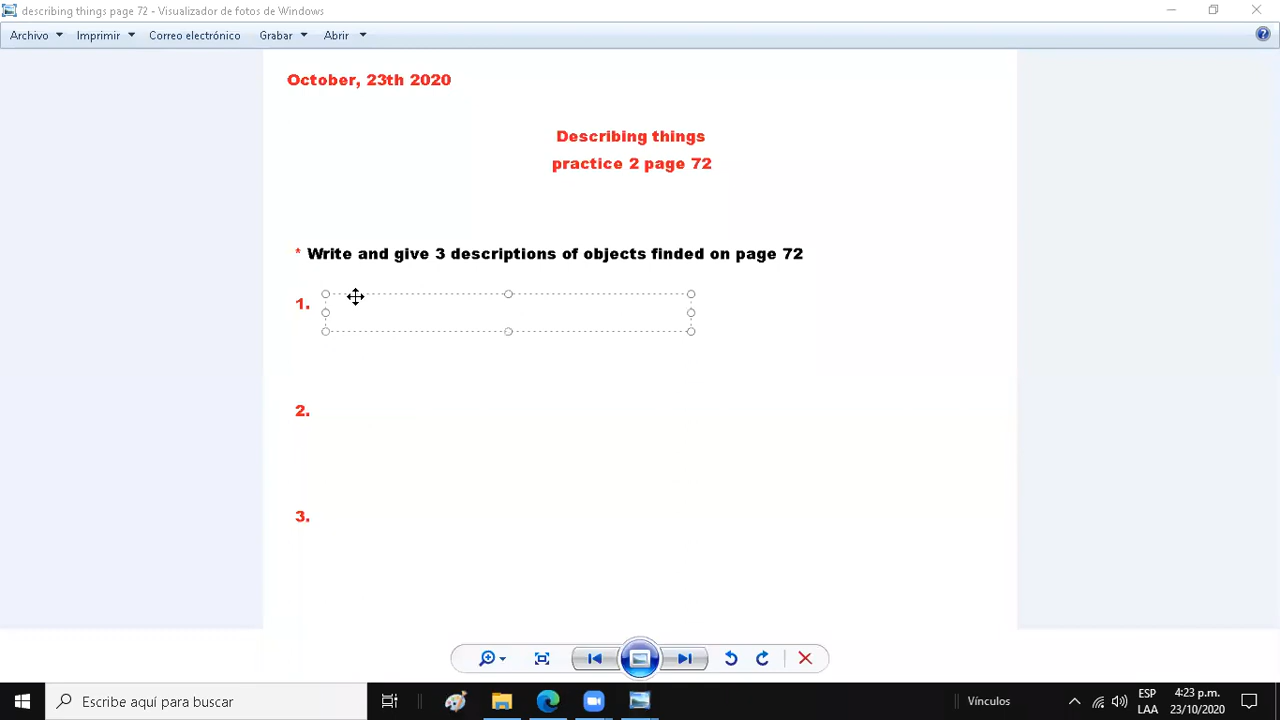 describing things page 72 - Visualizador de fotos de Windows
Archivo Imprimir Correo electrónico Grabar Abrir
October, 23th 2020
Describing things
practice 2 page 72
* Write and give 3 descriptions of objects finded on page 72
1.
2.
3.
Escribe aquí para buscar
Vínculos
ESP
LAA
4:23 p.m.
23/10/2020